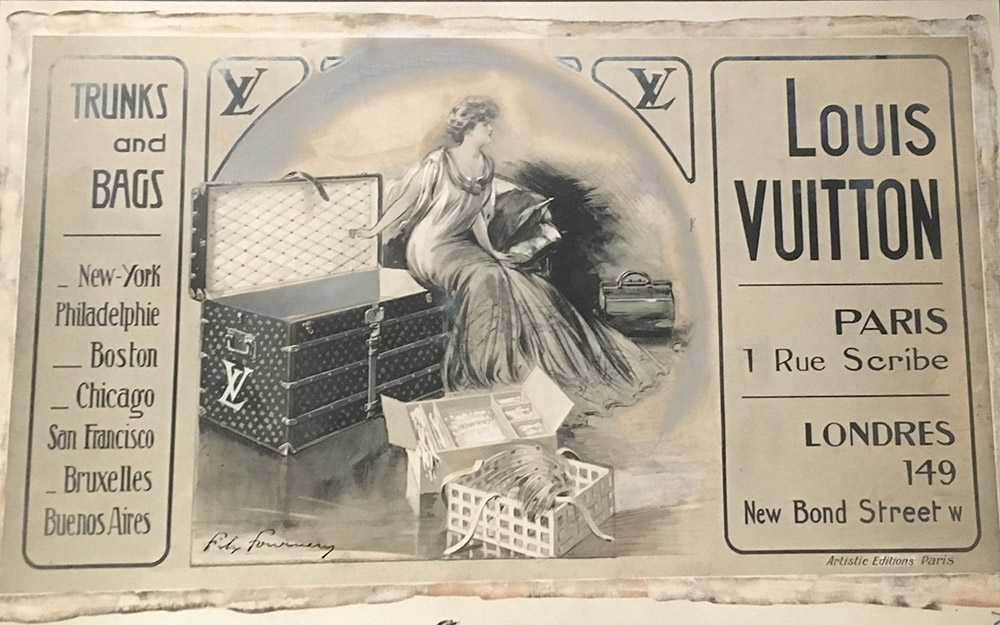 TRUNKS
and
BAGS
_ New-York
Philadelphie
__ Boston
_ Chicago
San Francisco
_ Bruxelles
Buenos Aires
LV
LV
LV
Louis
VUITTON
PARIS
1 Rue Scribe
LONDRES
149
New Bond Street w
Artistic Editions Paris